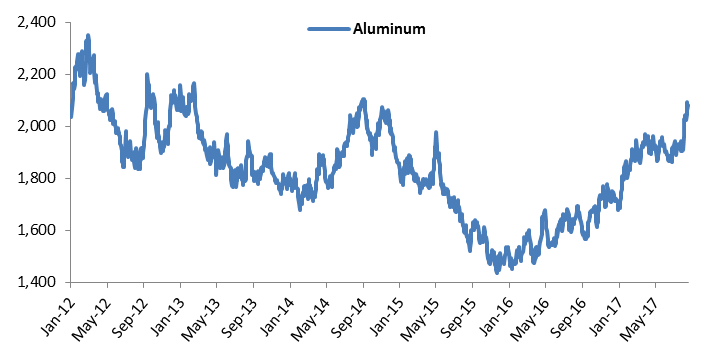 Aluminum
2,400
2,200
2,000
1,800
1,600
1,400
Jan-12
May-12
Sep-12
Jan-13
May-13
Sep-13
Jan-14
May-14
Sep-14
Jan-15
May-15
Sep-15
Jan-16
May-16
Sep-16
Jan-17
May-17